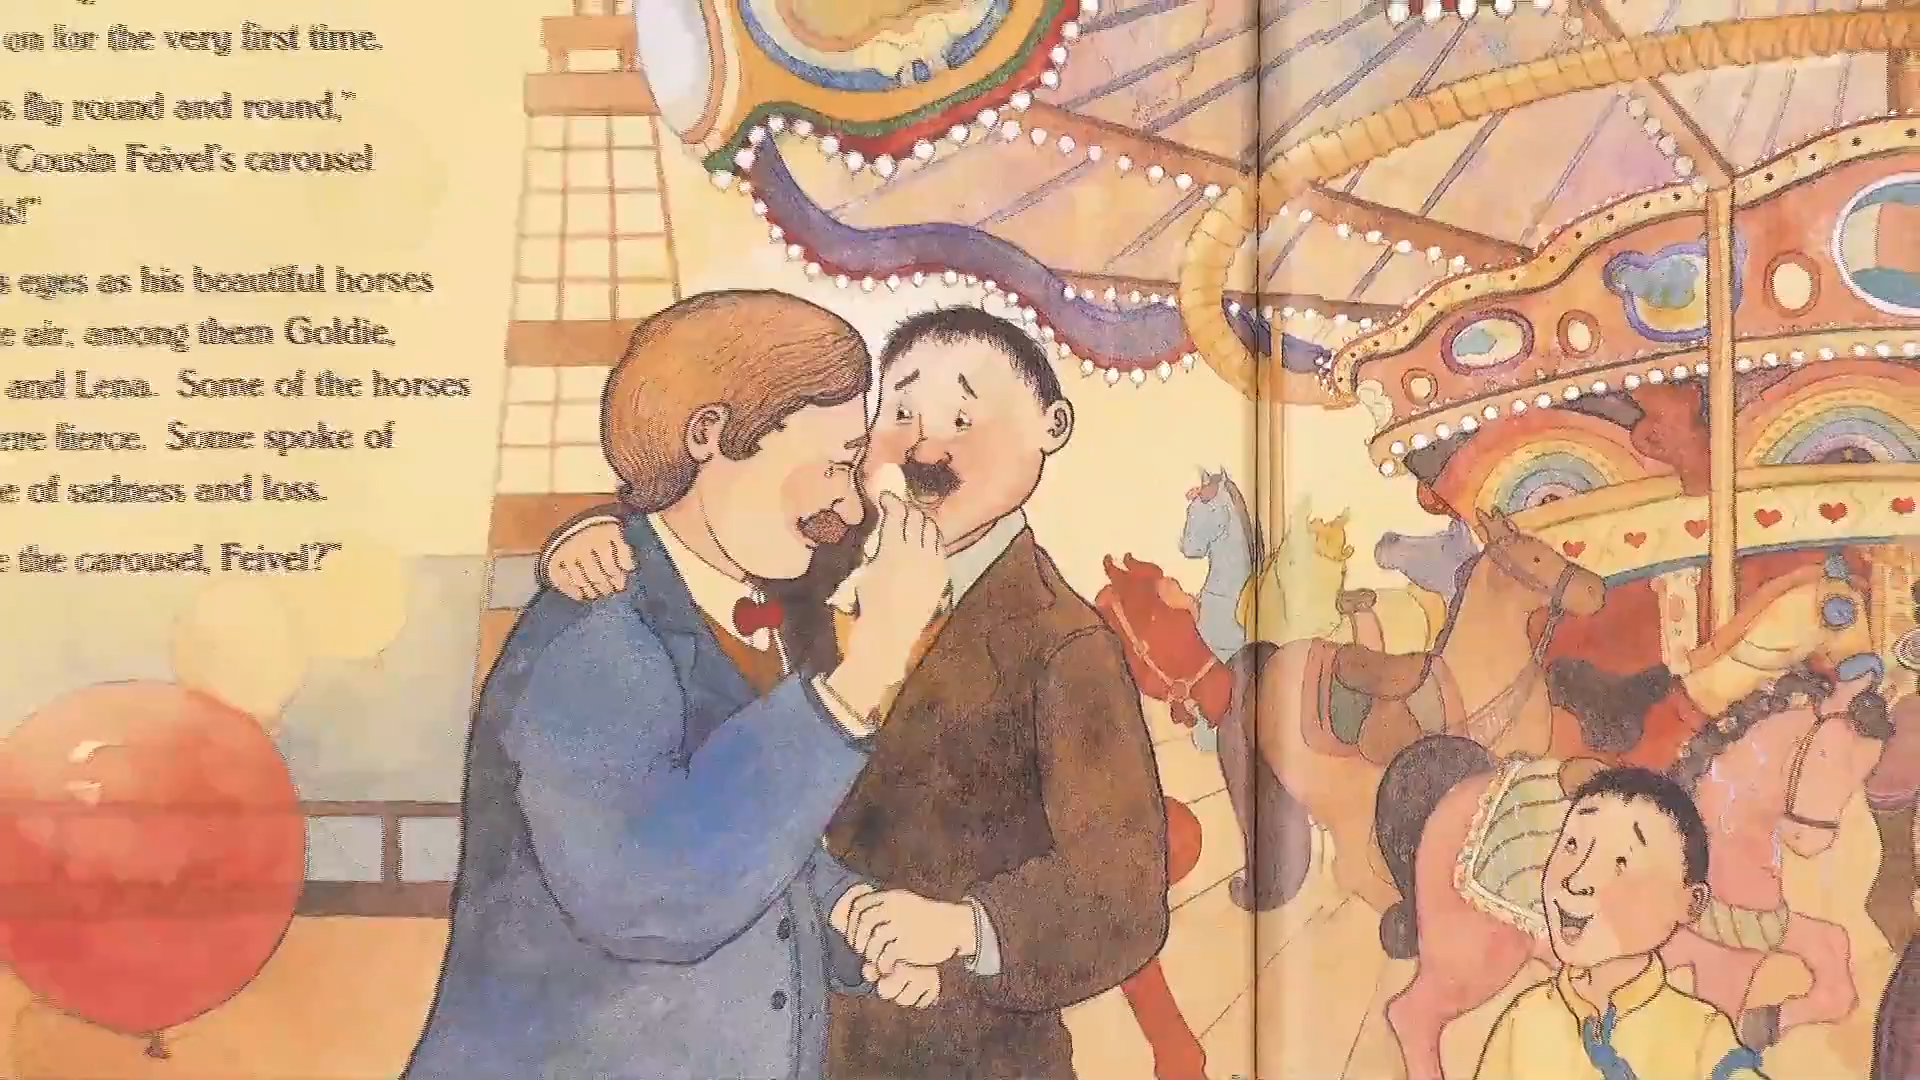 on for the very first time.
fly round and round,"
"Cousin Feivel's carousel
eyes as his beautiful horses
air, among them Goldie,
and Lena. Some of the horses
were fierce. Some spoke of
of sadness and loss.
the carousel, Feivel?"